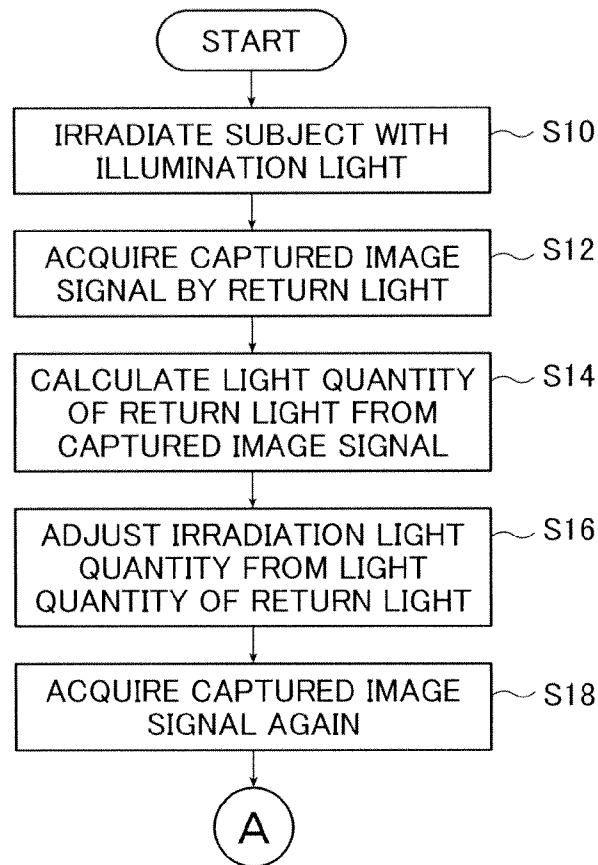 START
IRRADIATE SUBJECT WITH
ILLUMINATION LIGHT
S10
ACQUIRE CAPTURED IMAGE
SIGNAL BY RETURN LIGHT
S12
CALCULATE LIGHT QUANTITY
OF RETURN LIGHT FROM
CAPTURED IMAGE SIGNAL
S14
ADJUST IRRADIATION LIGHT
QUANTITY FROM LIGHT
QUANTITY OF RETURN LIGHT
S16
ACQUIRE CAPTURED IMAGE
SIGNAL AGAIN
S18
A